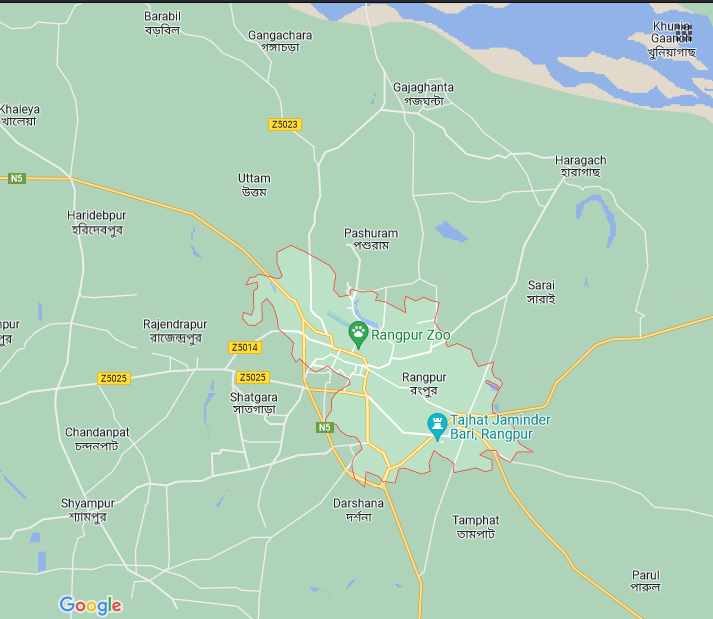 Barabil
বড়বিল
Gangachara
গঙ্গাচড়া
Khunia
Gaanch
খুনিয়াগাছ
Gajaghanta
গজঘন্টা
Khaleya
খালেয়া
Z5023
Haragach
হারাগাছ
N5
Uttam
উত্তম
Haridebpur
হরিদেবপুর
Pashuram
পশুরাম
Sarai
সারাই
npur
পুর
Rajendrapur
রাজেন্দ্রপুর
Rangpur Zoo
Z5014
Z5025
Z5025
Rangpur
রংপুর
Shatgara
সাতগাড়া
Tajhat Jaminder
Bari, Rangpur
N5
Chandanpat
চন্দনপাট
Shyampur
শ্যামপুর
Darshana
দর্শনা
Tamphat
তামপাট
Parul
পারুল
Google